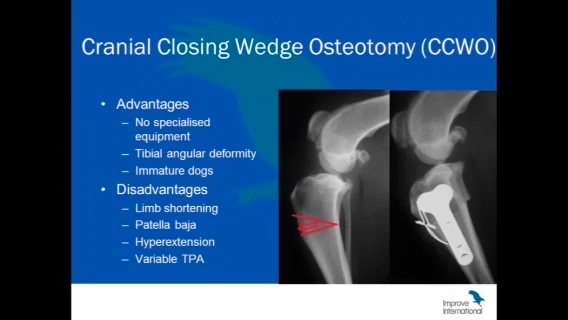 Cranial Closing Wedge Osteotomy (CCWO)
• Advantages
– No specialised
equipment
– Tibial angular deformity
– Immature dogs
• Disadvantages
– Limb shortening
– Patella baja
– Hyperextension
– Variable TPA
Improve
International